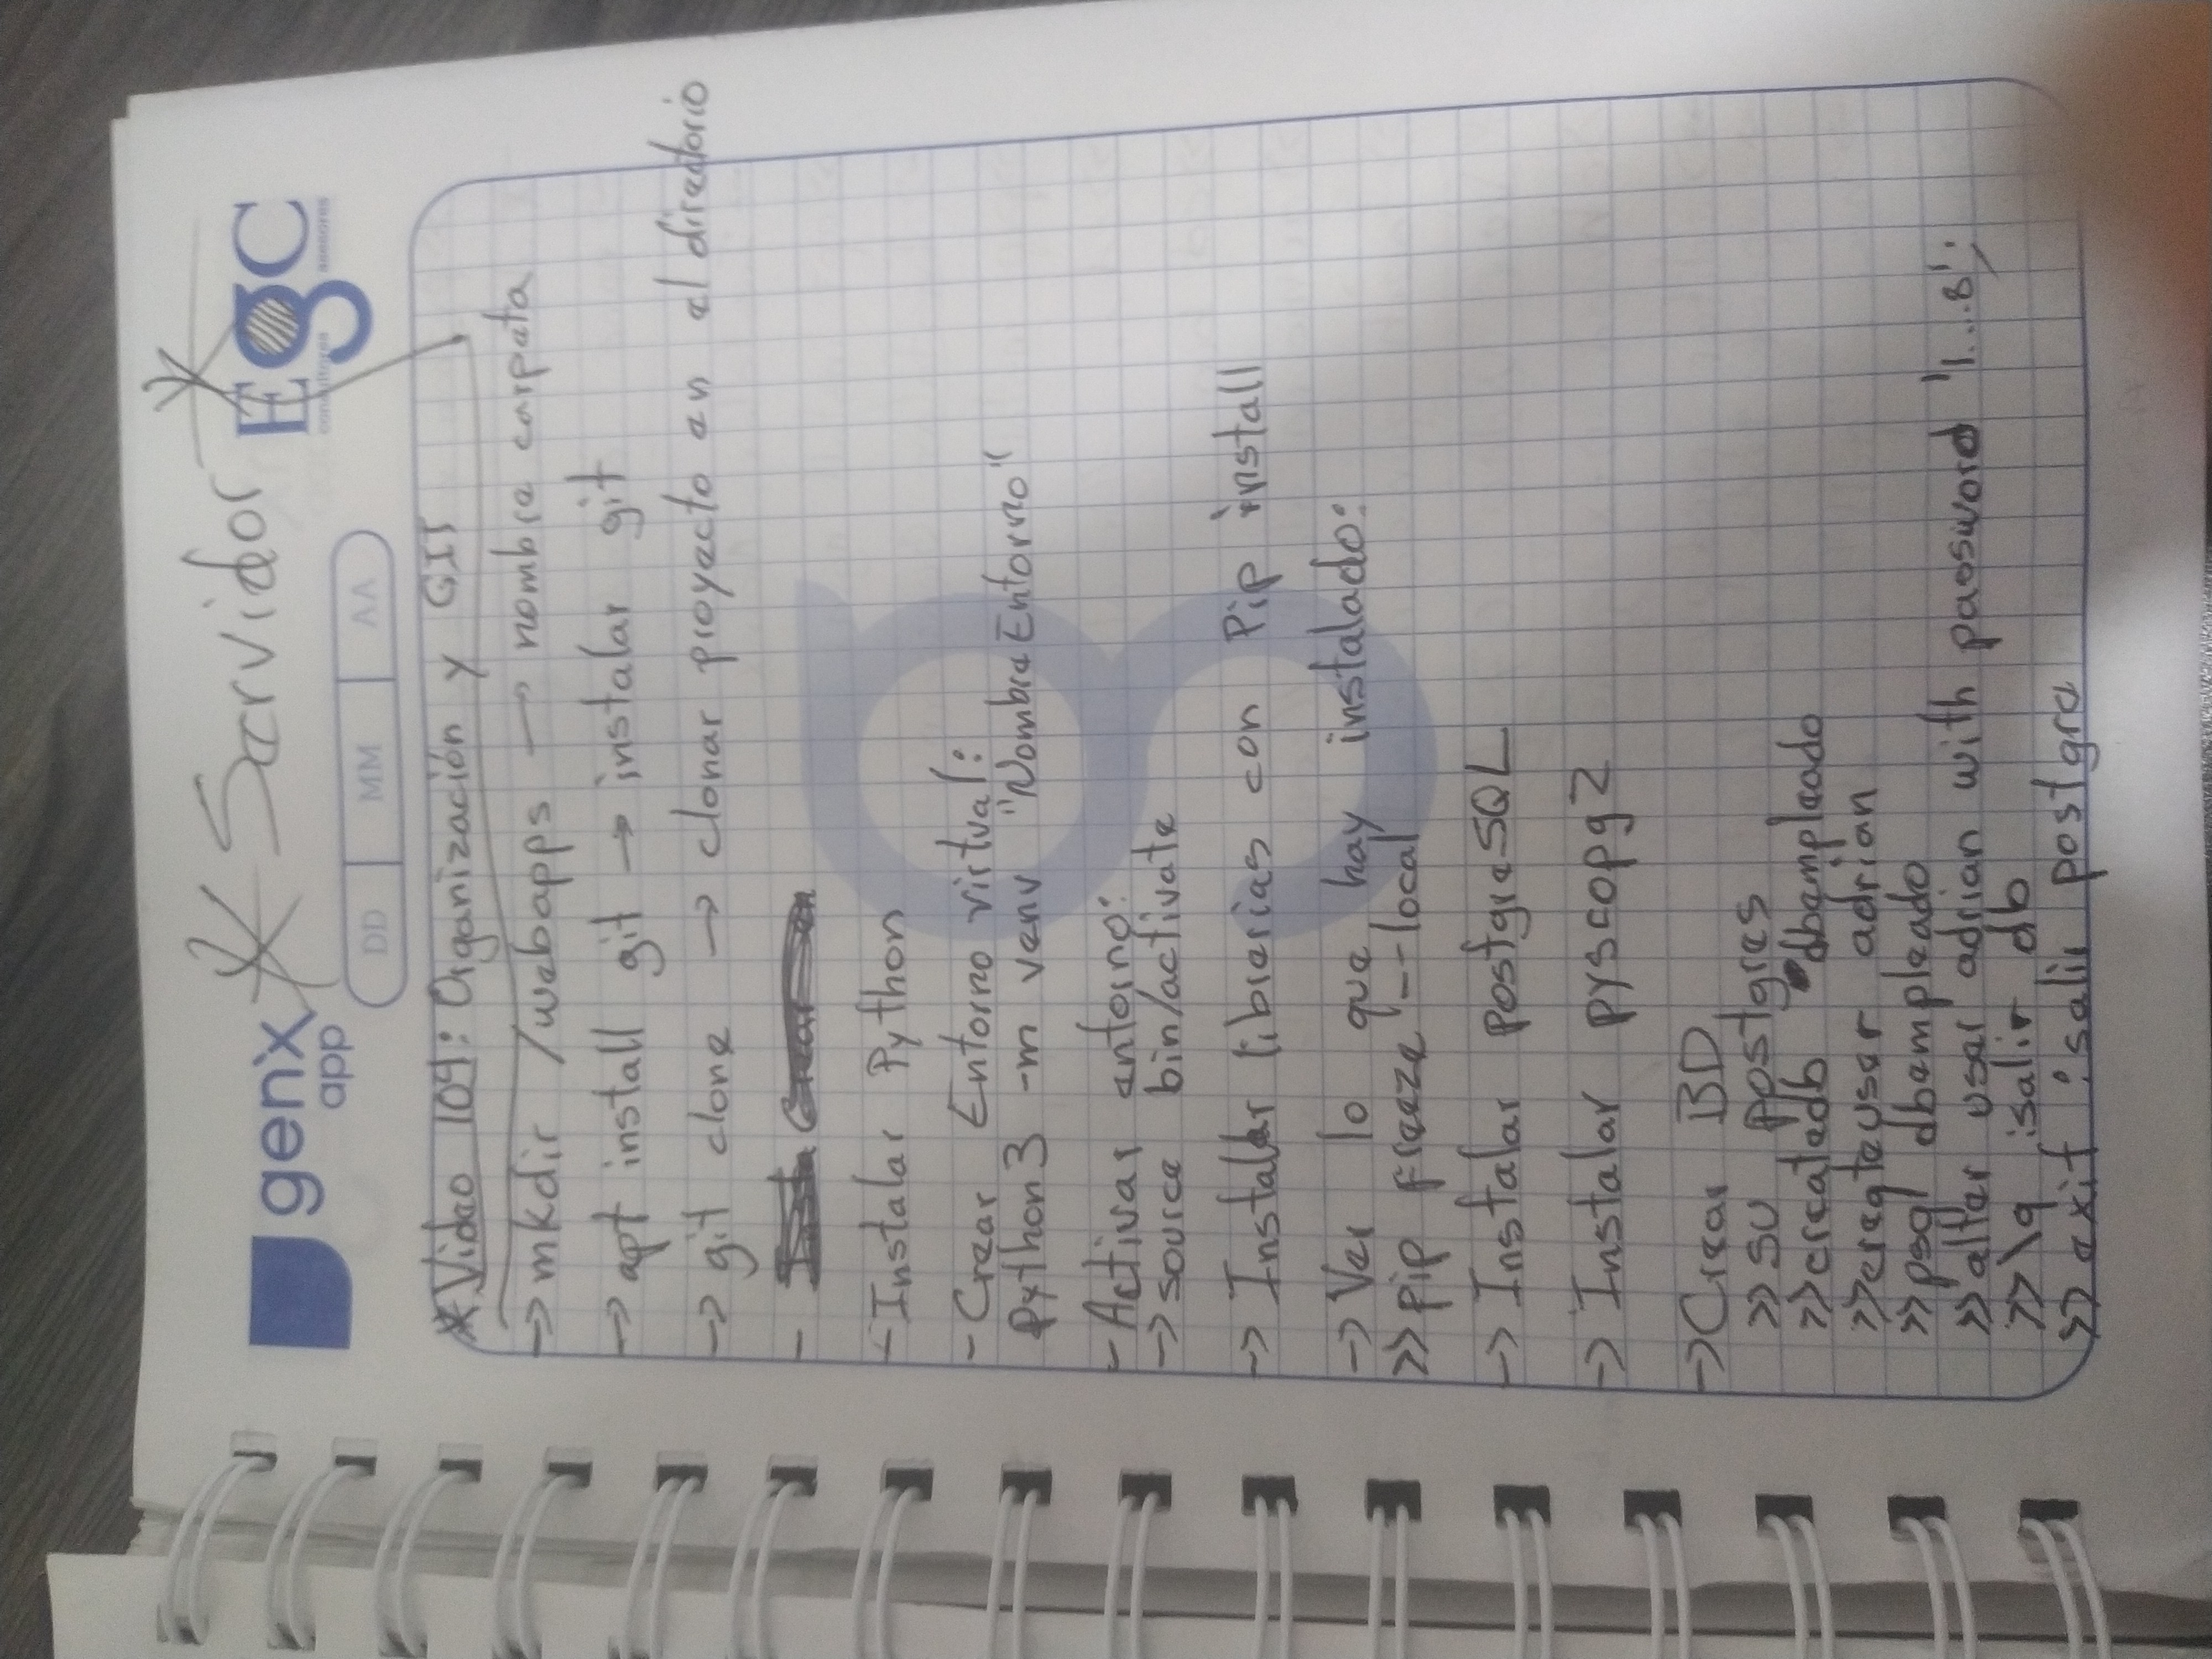 * Servidor *
genx
app
Egc
consultores asesores
DD MM AA
*Video 104: Organización y GIT
-> mkdir /webapps -> nombre carpeta
-> apt install git -> instalar git
-> git clone -> clonar proyecto en el directorio
- Insta Crear en
- Instalar Python
- Crear Entorno virtual:
Python3 -m venv "NombreEntorno"
- Activar entorno:
-> source bin/activate
-> Instalar librerias con Pip install
-> Ver lo que hay instalado:
>> pip freeze --local
-> Instalar postgreSQL
-> Instalar pyscopg2
-> Crear BD
>> su postgres
>> createdb dbempleado
>> createuser adrian
>> psql dbempleado
>> alter user adrian with password '1...8';
>> \q :salir db
>> exit :salir postgre